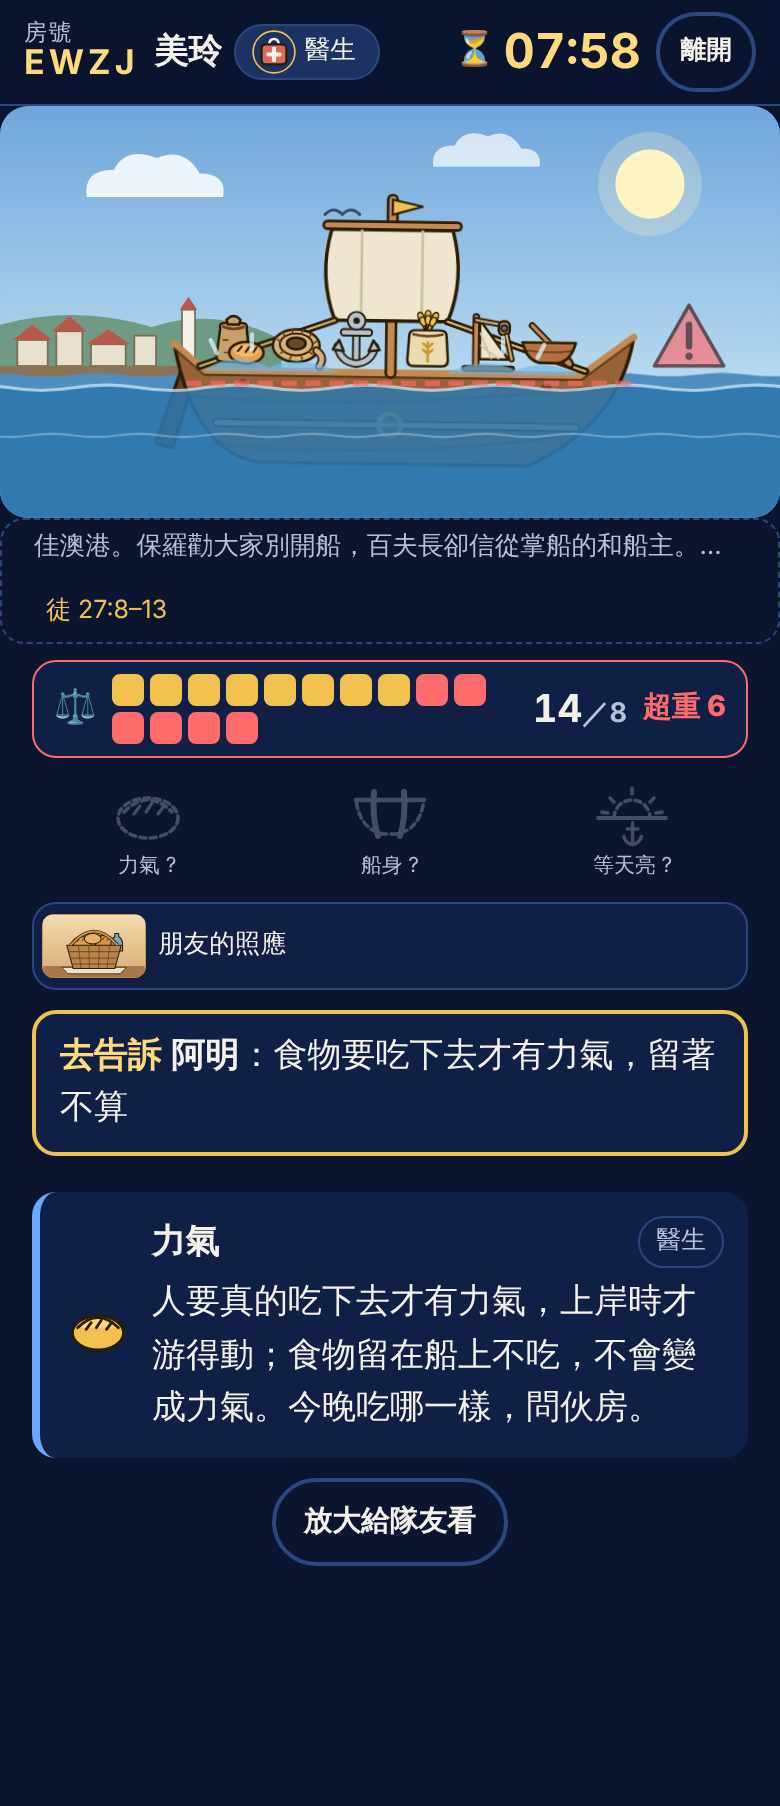 房號
EWZJ 美玲 醫生 07:58 離開
佳澳港。保羅勸大家別開船，百夫長卻信從掌船的和船主。…
徒 27:8–13
14／8 超重 6
力氣？ 船身？ 等天亮？
朋友的照應
去告訴 阿明：食物要吃下去才有力氣，留著
不算
力氣 醫生
人要真的吃下去才有力氣，上岸時才
游得動；食物留在船上不吃，不會變
成力氣。今晚吃哪一樣，問伙房。
放大給隊友看